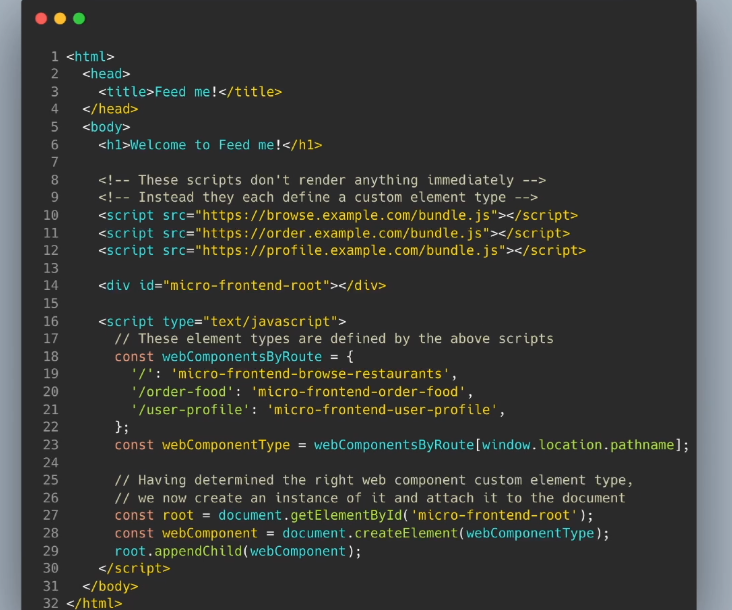 1 <html>
2   <head>
3     <title>Feed me!</title>
4   </head>
5   <body>
6     <h1>Welcome to Feed me!</h1>
7
8     <!-- These scripts don't render anything immediately -->
9     <!-- Instead they each define a custom element type -->
10     <script src="https://browse.example.com/bundle.js"></script>
11     <script src="https://order.example.com/bundle.js"></script>
12     <script src="https://profile.example.com/bundle.js"></script>
13
14     <div id="micro-frontend-root"></div>
15
16     <script type="text/javascript">
17       // These element types are defined by the above scripts
18       const webComponentsByRoute = {
19         '/': 'micro-frontend-browse-restaurants',
20         '/order-food': 'micro-frontend-order-food',
21         '/user-profile': 'micro-frontend-user-profile',
22       };
23       const webComponentType = webComponentsByRoute[window.location.pathname];
24
25       // Having determined the right web component custom element type,
26       // we now create an instance of it and attach it to the document
27       const root = document.getElementById('micro-frontend-root');
28       const webComponent = document.createElement(webComponentType);
29       root.appendChild(webComponent);
30     </script>
31   </body>
32 </html>